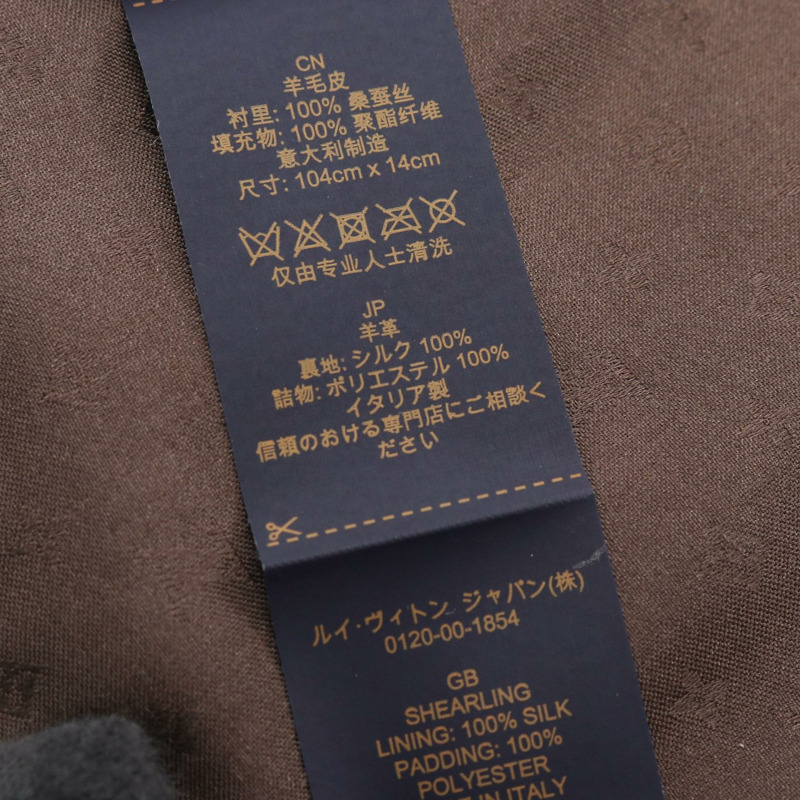 CN
羊毛皮
衬里: 100% 桑蚕丝
填充物: 100% 聚酯纤维
意大利制造
尺寸: 104cm x 14cm
仅由专业人士清洗
JP
羊革
裏地: シルク 100%
詰物: ポリエステル 100%
イタリア製
信頼のおける専門店にご相談く
ださい
ルイ・ヴィトン ジャパン(株)
0120-00-1854
GB
SHEARLING
LINING: 100% SILK
PADDING: 100%
POLYESTER
IN ITALY